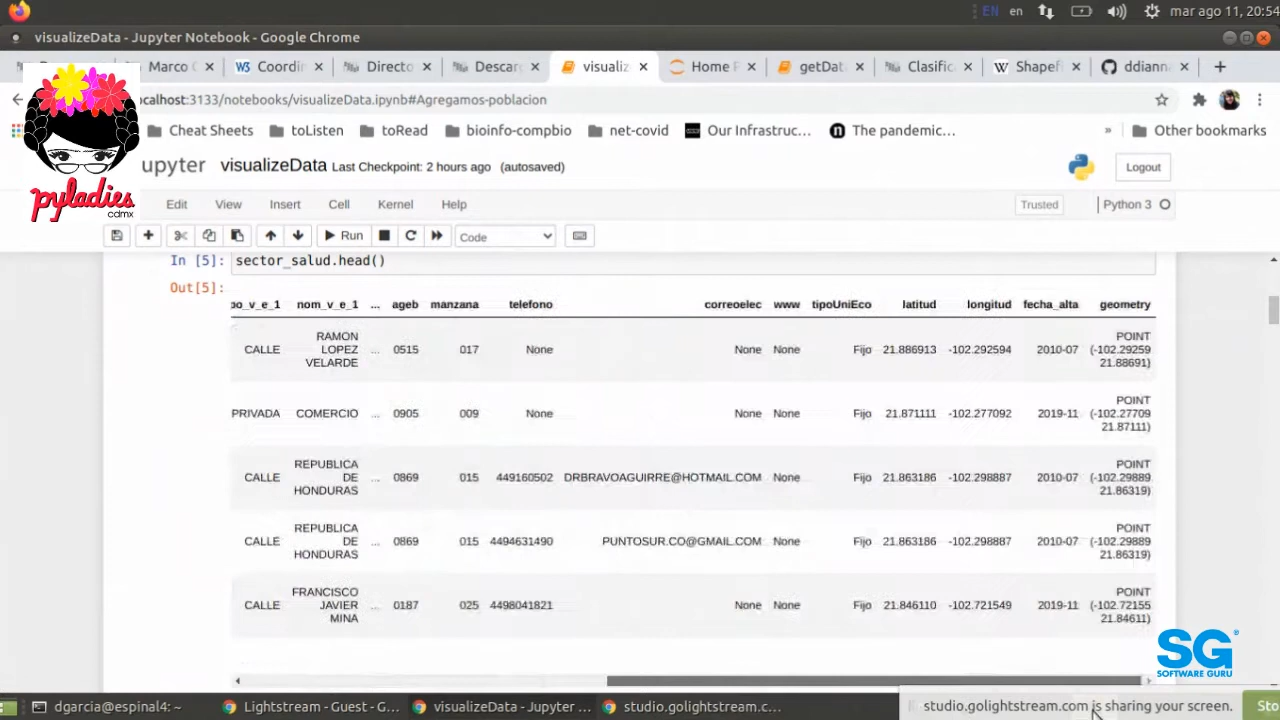 EN en mar ago 11, 20:54
visualizeData - Jupyter Notebook - Google Chrome
Marco C Coordin Directo Descar visualiz Home P getData Clasific Shapefi ddianna
localhost:3133/notebooks/visualizeData.ipynb#Agregamos-poblacion
Cheat Sheets toListen toRead bioinfo-compbio net-covid Our Infrastruc... The pandemic... » Other bookmarks
pyladies
cdmx
jupyter visualizeData Last Checkpoint: 2 hours ago (autosaved) Logout
Edit View Insert Cell Kernel Help Trusted Python 3
Run Code
In [5]: sector_salud.head()
Out[5]:
po_v_e_1 nom_v_e_1 ... ageb manzana telefono correoelec www tipoUniEco latitud longitud fecha_alta geometry
CALLE RAMON LOPEZ VELARDE ... 0515 017 None None None Fijo 21.886913 -102.292594 2010-07 POINT (-102.29259 21.88691)
PRIVADA COMERCIO ... 0905 009 None None None Fijo 21.871111 -102.277092 2019-11 POINT (-102.27709 21.87111)
CALLE REPUBLICA DE HONDURAS ... 0869 015 449160502 DRBRAVOAGUIRRE@HOTMAIL.COM None Fijo 21.863186 -102.298887 2010-07 POINT (-102.29889 21.86319)
CALLE REPUBLICA DE HONDURAS ... 0869 015 4494631490 PUNTOSUR.CO@GMAIL.COM None Fijo 21.863186 -102.298887 2010-07 POINT (-102.29889 21.86319)
CALLE FRANCISCO JAVIER MINA ... 0187 025 4498041821 None None Fijo 21.846110 -102.721549 2019-11 POINT (-102.72155 21.84611)
SG
SOFTWARE GURU
dgarcia@espinal4: ~ Lightstream - Guest - G... visualizeData - Jupyter ... studio.golightstream.c... studio.golightstream.com is sharing your screen. Sto